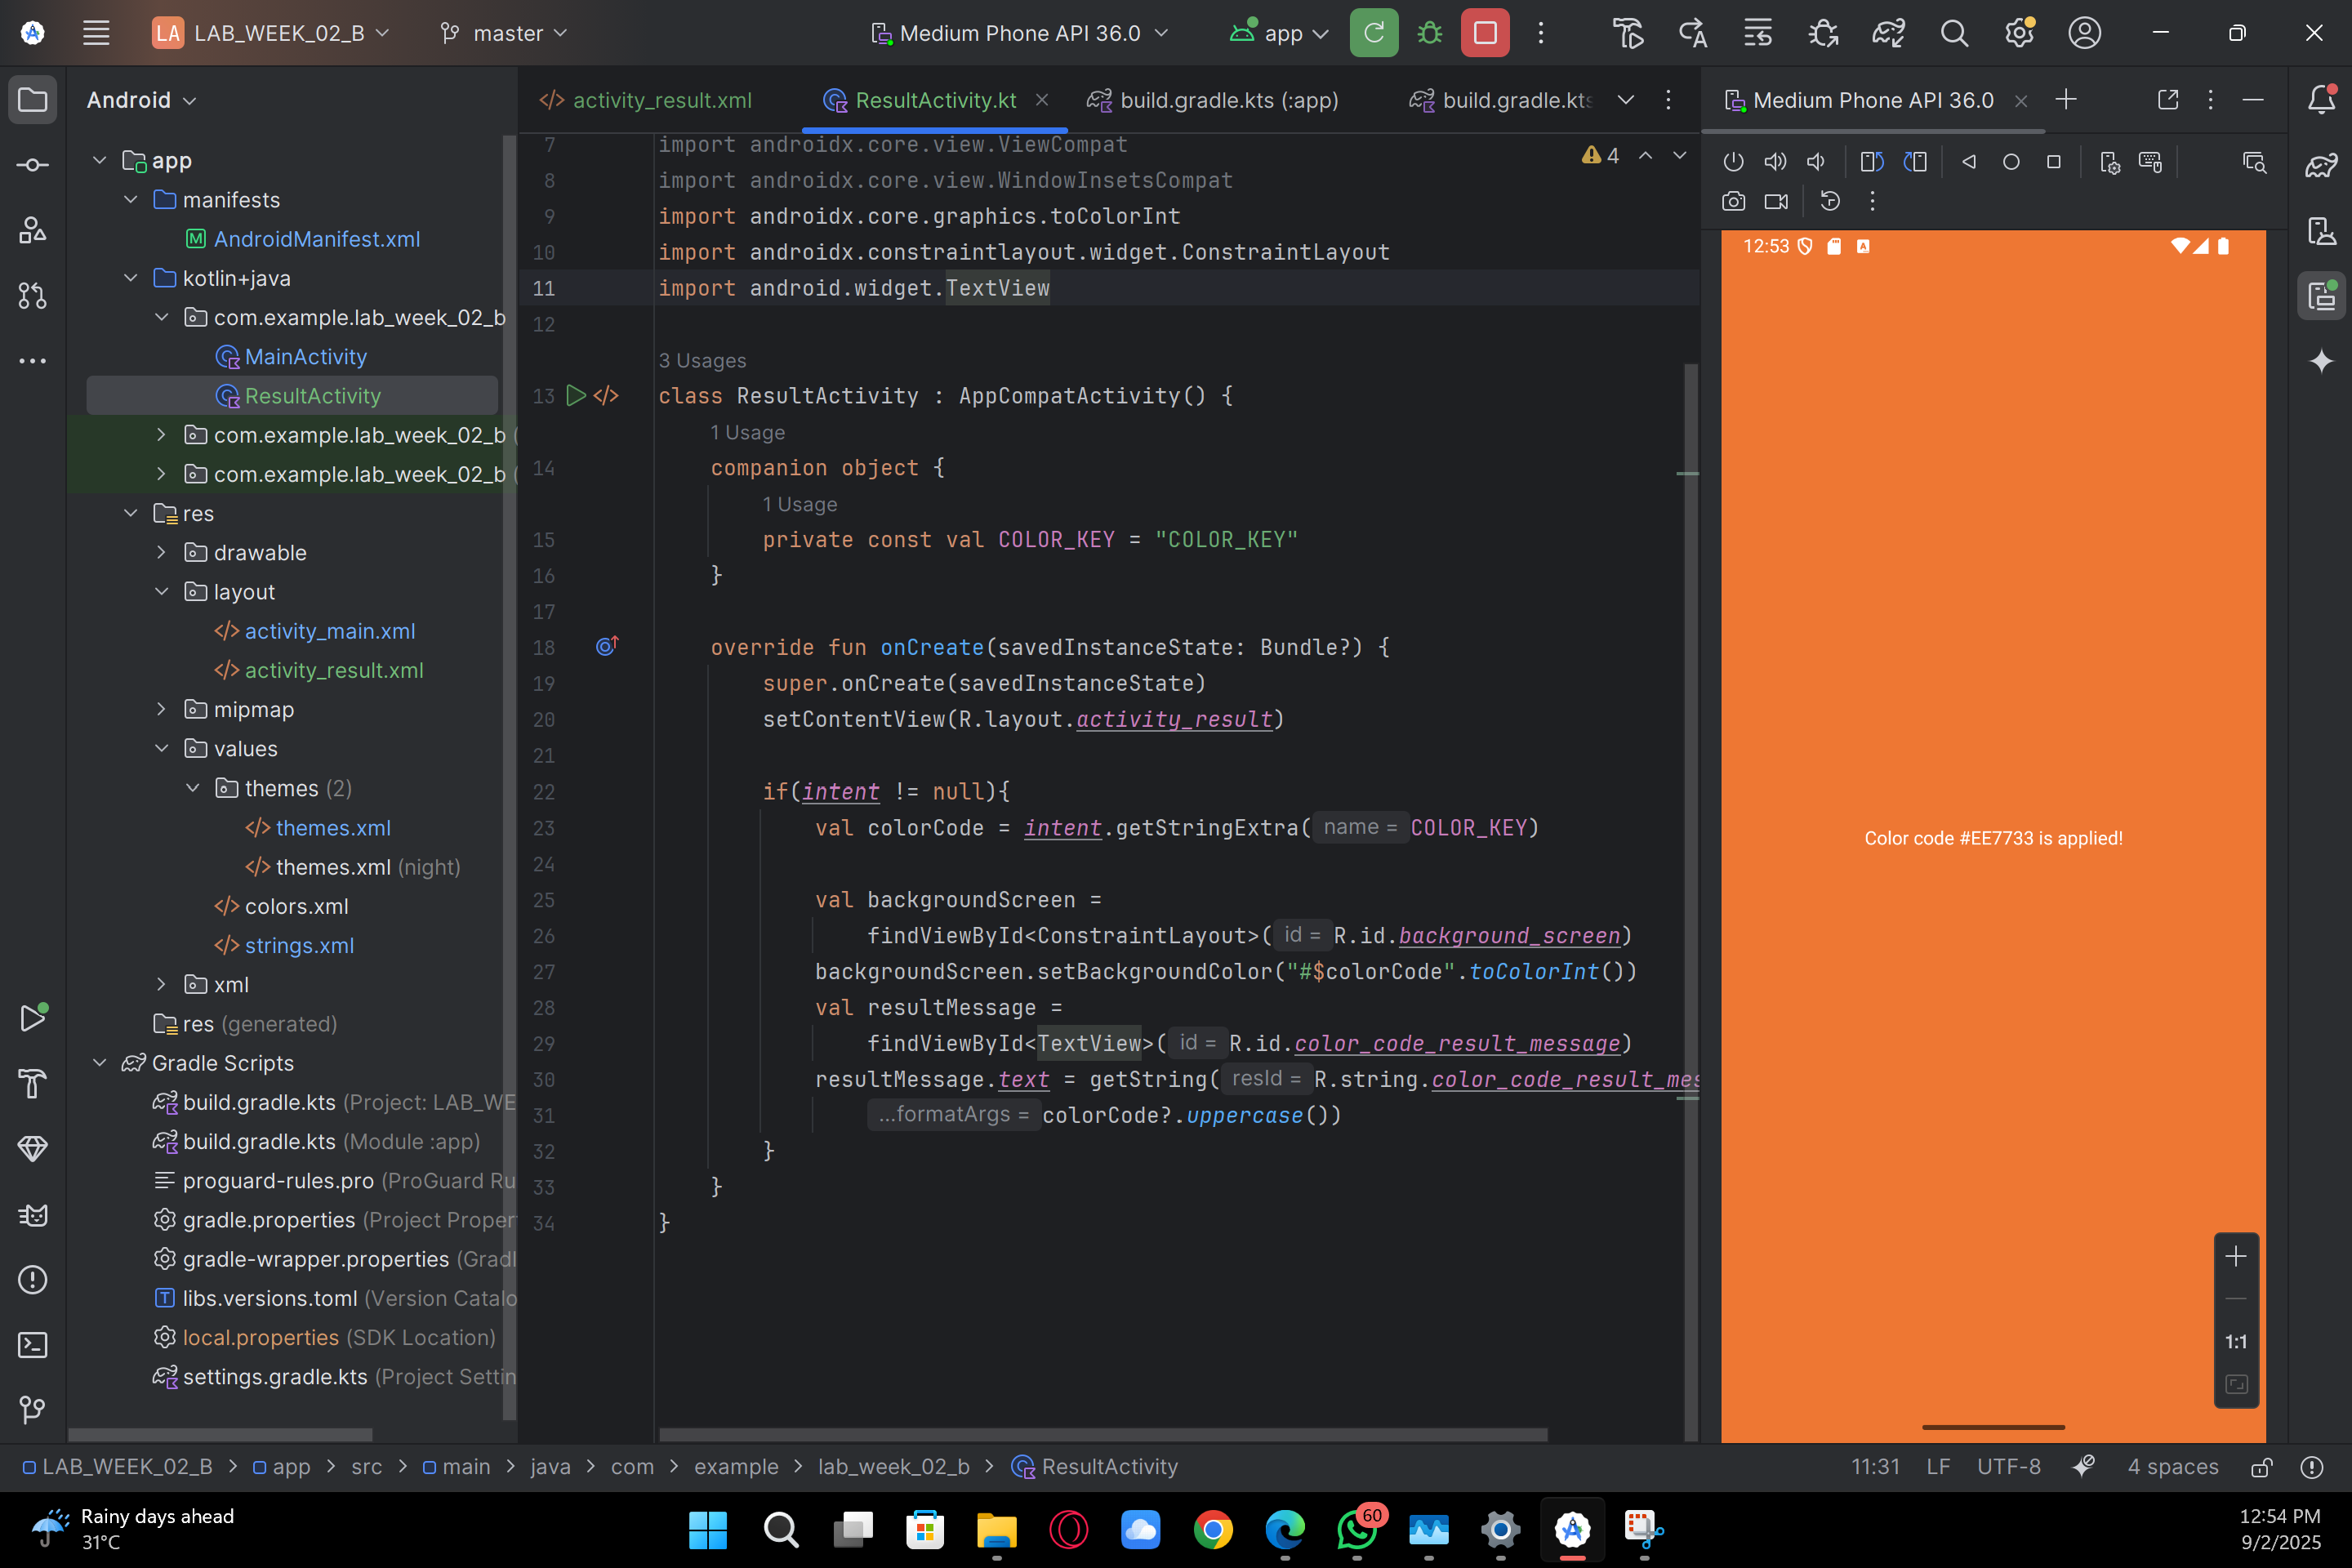 LA LAB_WEEK_02_B master Medium Phone API 36.0 app
Android
app
manifests
AndroidManifest.xml
kotlin+java
com.example.lab_week_02_b
MainActivity
ResultActivity
com.example.lab_week_02_b (
com.example.lab_week_02_b (
res
drawable
layout
activity_main.xml
activity_result.xml
mipmap
values
themes (2)
themes.xml
themes.xml (night)
colors.xml
strings.xml
xml
res (generated)
Gradle Scripts
build.gradle.kts (Project: LAB_WE
build.gradle.kts (Module :app)
proguard-rules.pro (ProGuard Ru
gradle.properties (Project Proper
gradle-wrapper.properties (Gradl
libs.versions.toml (Version Catalo
local.properties (SDK Location)
settings.gradle.kts (Project Settin
activity_result.xml ResultActivity.kt build.gradle.kts (:app) build.gradle.kts
4
7 import androidx.core.view.ViewCompat
8 import androidx.core.view.WindowInsetsCompat
9 import androidx.core.graphics.toColorInt
10 import androidx.constraintlayout.widget.ConstraintLayout
11 import android.widget.TextView
12
3 Usages
13 class ResultActivity : AppCompatActivity() {
1 Usage
14 companion object {
1 Usage
15 private const val COLOR_KEY = "COLOR_KEY"
16 }
17
18 override fun onCreate(savedInstanceState: Bundle?) {
19 super.onCreate(savedInstanceState)
20 setContentView(R.layout.activity_result)
21
22 if(intent != null){
23 val colorCode = intent.getStringExtra( name = COLOR_KEY)
24
25 val backgroundScreen =
26 findViewById<ConstraintLayout>( id = R.id.background_screen)
27 backgroundScreen.setBackgroundColor("#$colorCode".toColorInt())
28 val resultMessage =
29 findViewById<TextView>( id = R.id.color_code_result_message)
30 resultMessage.text = getString( resId = R.string.color_code_result_mes
31 ...formatArgs = colorCode?.uppercase())
32 }
33 }
34 }
Medium Phone API 36.0
12:53
Color code #EE7733 is applied!
1:1
LAB_WEEK_02_B > app > src > main > java > com > example > lab_week_02_b > ResultActivity
11:31 LF UTF-8 4 spaces
Rainy days ahead
31°C
60
12:54 PM
9/2/2025